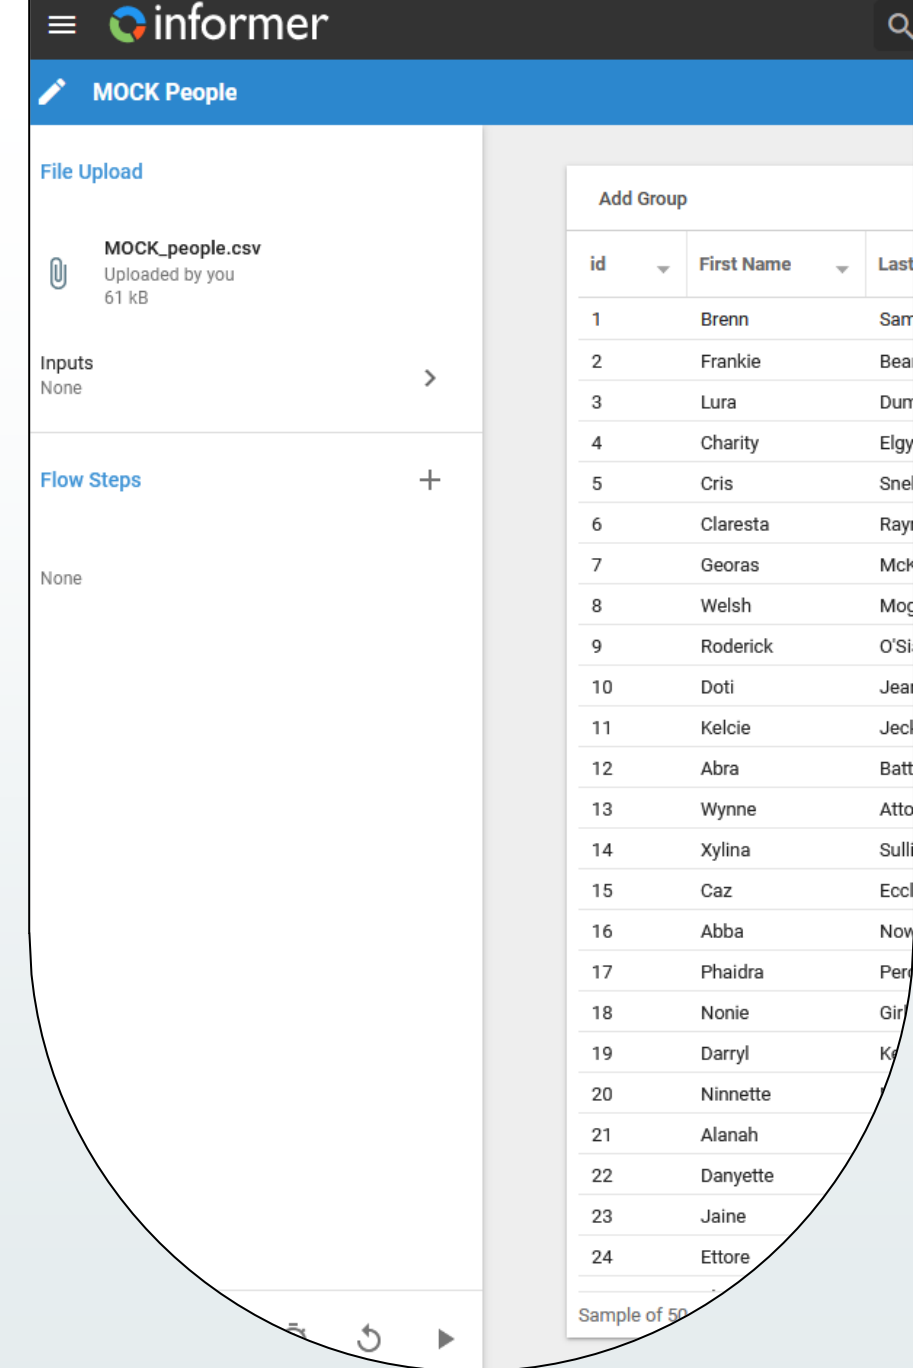 informer
MOCK People
File Upload
MOCK_people.csv
Uploaded by you
61 kB
Inputs
None
Flow Steps
None
Add Group
id First Name Last
1 Brenn
2 Frankie
3 Lura
4 Charity
5 Cris
6 Claresta
7 Georas
8 Welsh
9 Roderick
10 Doti
11 Kelcie
12 Abra
13 Wynne
14 Xylina
15 Caz
16 Abba
17 Phaidra
18 Nonie
19 Darryl
20 Ninnette
21 Alanah
22 Danyette
23 Jaine
24 Ettore
Sample of 50